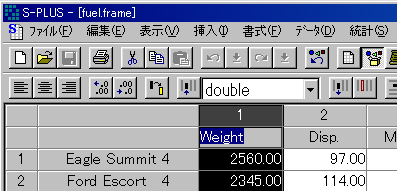 S-PLUS - [fuel.frame]
ファイル(F) 編集(E) 表示(V) 挿入(I) 書式(F) データ(D) 統計(S)
double
1 2
Weight Disp. M
1 Eagle Summit 4 2560.00 97.00
2 Ford Escort 4 2345.00 114.00